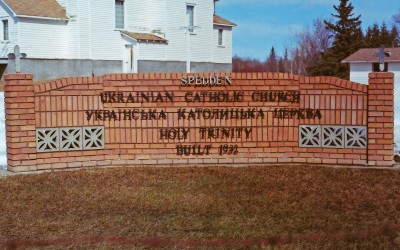 SPEDDEN
UKRAINIAN CATHOLIC CHURCH
УКРАЇНСЬКА КАТОЛИЦЬКА ЦЕРКВА
HOLY TRINITY
BUILT 1932